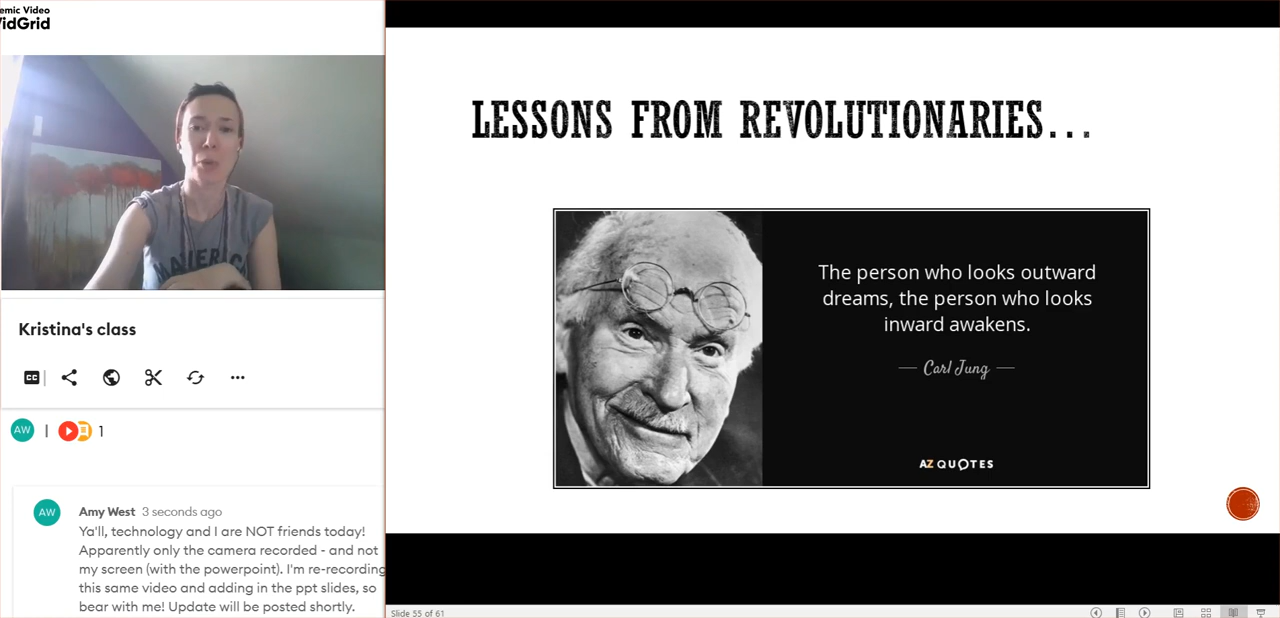 emic Video
VidGrid
MAVERIC
Kristina's class
CC
AW
1
AW
Amy West 3 seconds ago
Ya'll, technology and I are NOT friends today!
Apparently only the camera recorded - and not
my screen (with the powerpoint). I'm re-recording
this same video and adding in the ppt slides, so
bear with me! Update will be posted shortly.
LESSONS FROM REVOLUTIONARIES...
The person who looks outward
dreams, the person who looks
inward awakens.
— Carl Jung —
AZ QUOTES
Slide 55 of 61